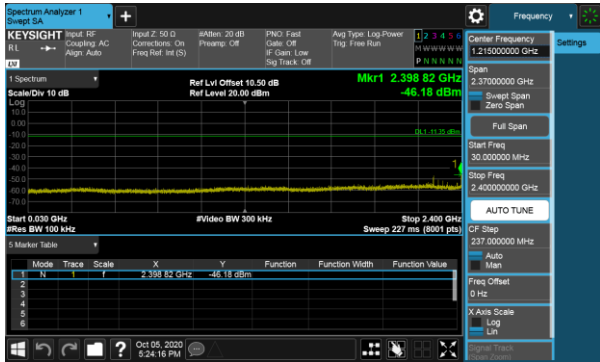 Spectrum Analyzer 1
Swept SA
+
Frequency
KEYSIGHT
RL
Input: RF
Coupling: AC
Align: Auto
Input Z: 50 Ω
Corrections: On
Freq Ref: Int (S)
#Atten: 20 dB
Preamp: Off
PNO: Fast
Gate: Off
IF Gain: Low
Sig Track: Off
Avg Type: Log-Power
Trig: Free Run
1 2 3 4 5 6
M W W W W W
P N N N N N
1 Spectrum
Scale/Div 10 dB
Ref Lvl Offset 10.50 dB
Ref Level 20.00 dBm
Mkr1 2.398 82 GHz
-46.18 dBm
Log
10.0
0.00
-10.0
-20.0
-30.0
-40.0
-50.0
-60.0
-70.0
DL1 -11.35 dBm
1
Start 0.030 GHz
#Res BW 100 kHz
#Video BW 300 kHz
Stop 2.400 GHz
Sweep 227 ms (8001 pts)
5 Marker Table
Mode Trace Scale X Y Function Function Width Function Value
1 N 1 f 2.398 82 GHz -46.18 dBm
2
3
4
5
6
Oct 05, 2020
5:24:16 PM
Center Frequency
1.215000000 GHz
Settings
Span
2.37000000 GHz
Swept Span
Zero Span
Full Span
Start Freq
30.000000 MHz
Stop Freq
2.400000000 GHz
AUTO TUNE
CF Step
237.000000 MHz
Auto
Man
Freq Offset
0 Hz
X Axis Scale
Log
Lin
Signal Track
(Span Zoom)